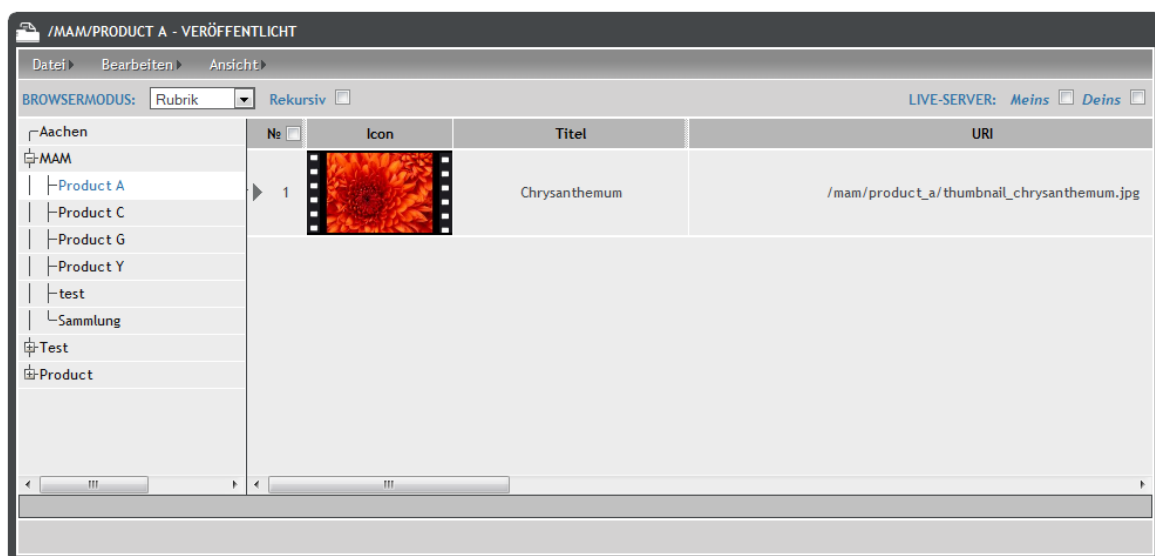 /MAM/PRODUCT A - VERÖFFENTLICHT
Datei Bearbeiten Ansicht
BROWSERMODUS: Rubrik Rekursiv LIVE-SERVER: Meins Deins
Aachen
MAM
Product A
Product C
Product G
Product Y
test
Sammlung
Test
Product
№ Icon Titel URI
1 Chrysanthemum /mam/product_a/thumbnail_chrysanthemum.jpg